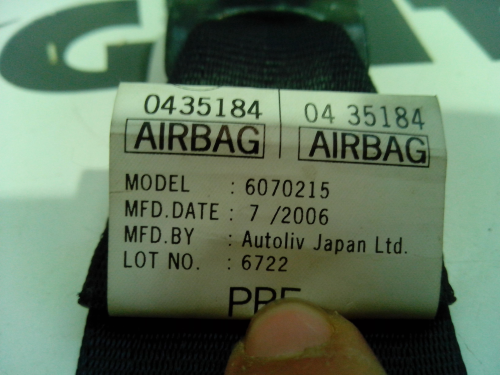 0435184 04 35184
AIRBAG AIRBAG
MODEL : 6070215
MFD.DATE : 7 /2006
MFD.BY : Autoliv Japan Ltd.
LOT NO. : 6722